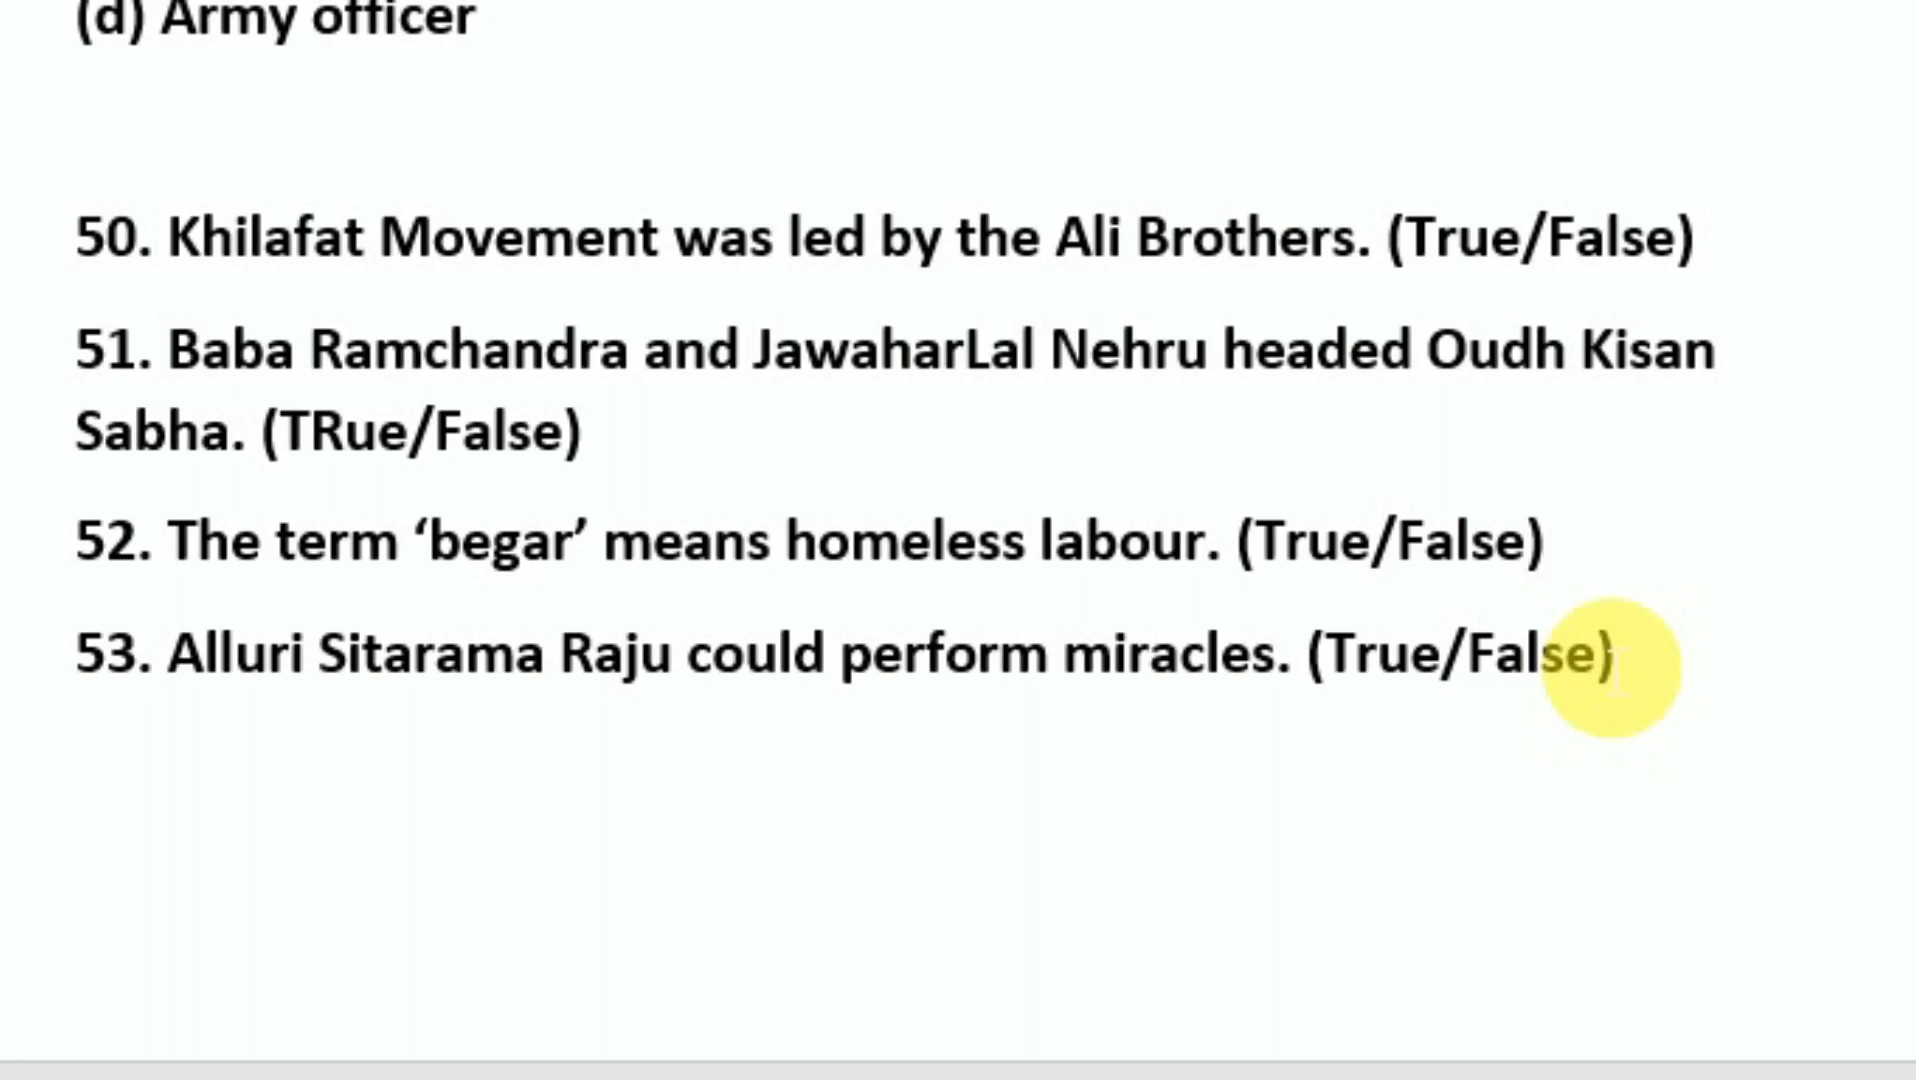 (d) Army officer
50. Khilafat Movement was led by the Ali Brothers. (True/False)
51. Baba Ramchandra and JawaharLal Nehru headed Oudh Kisan
Sabha. (TRue/False)
52. The term ‘begar’ means homeless labour. (True/False)
53. Alluri Sitarama Raju could perform miracles. (True/False)